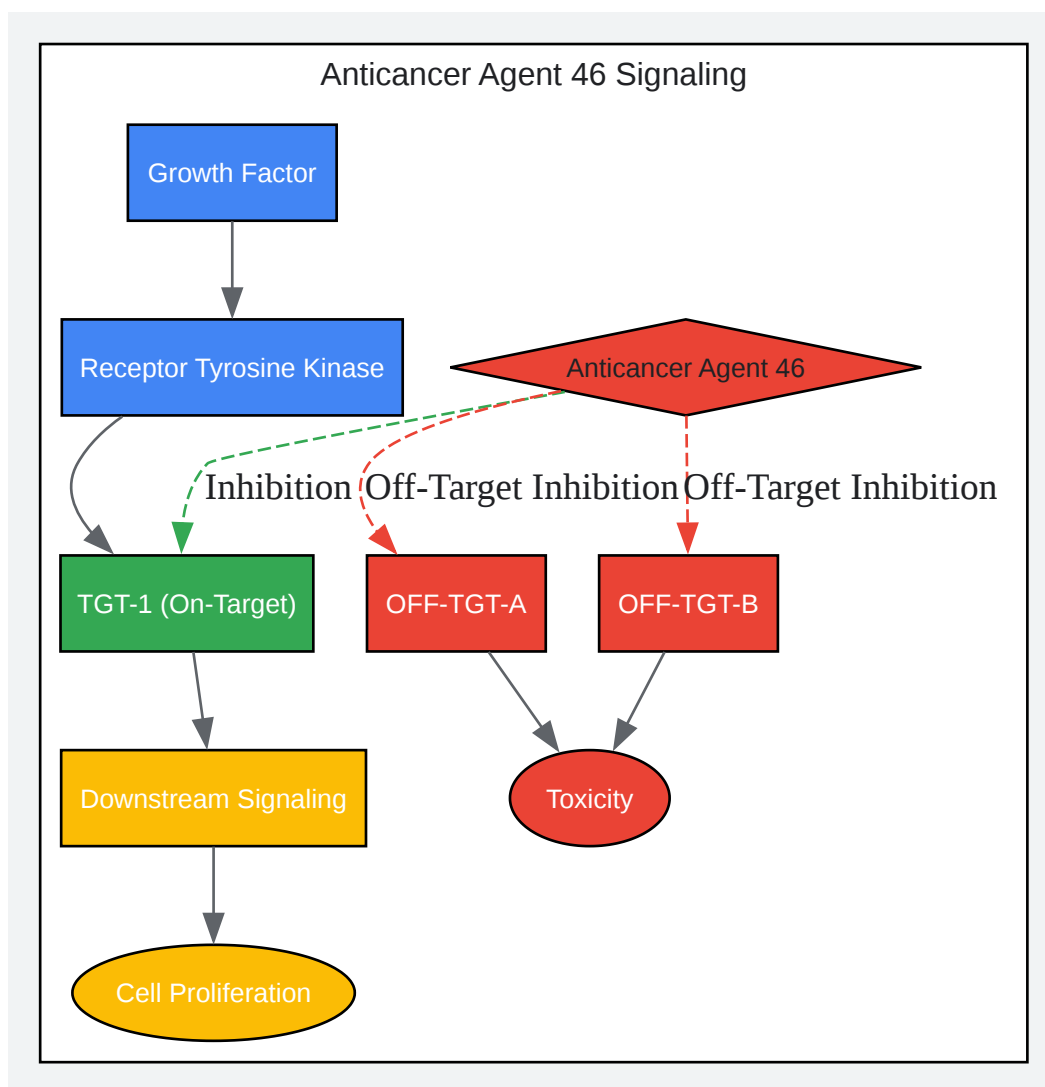 Anticancer Agent 46 Signaling
Growth Factor
Receptor Tyrosine Kinase
Anticancer Agent 46
Inhibition
Off-Target Inhibition
Off-Target Inhibition
TGT-1 (On-Target)
OFF-TGT-A
OFF-TGT-B
Downstream Signaling
Toxicity
Cell Proliferation